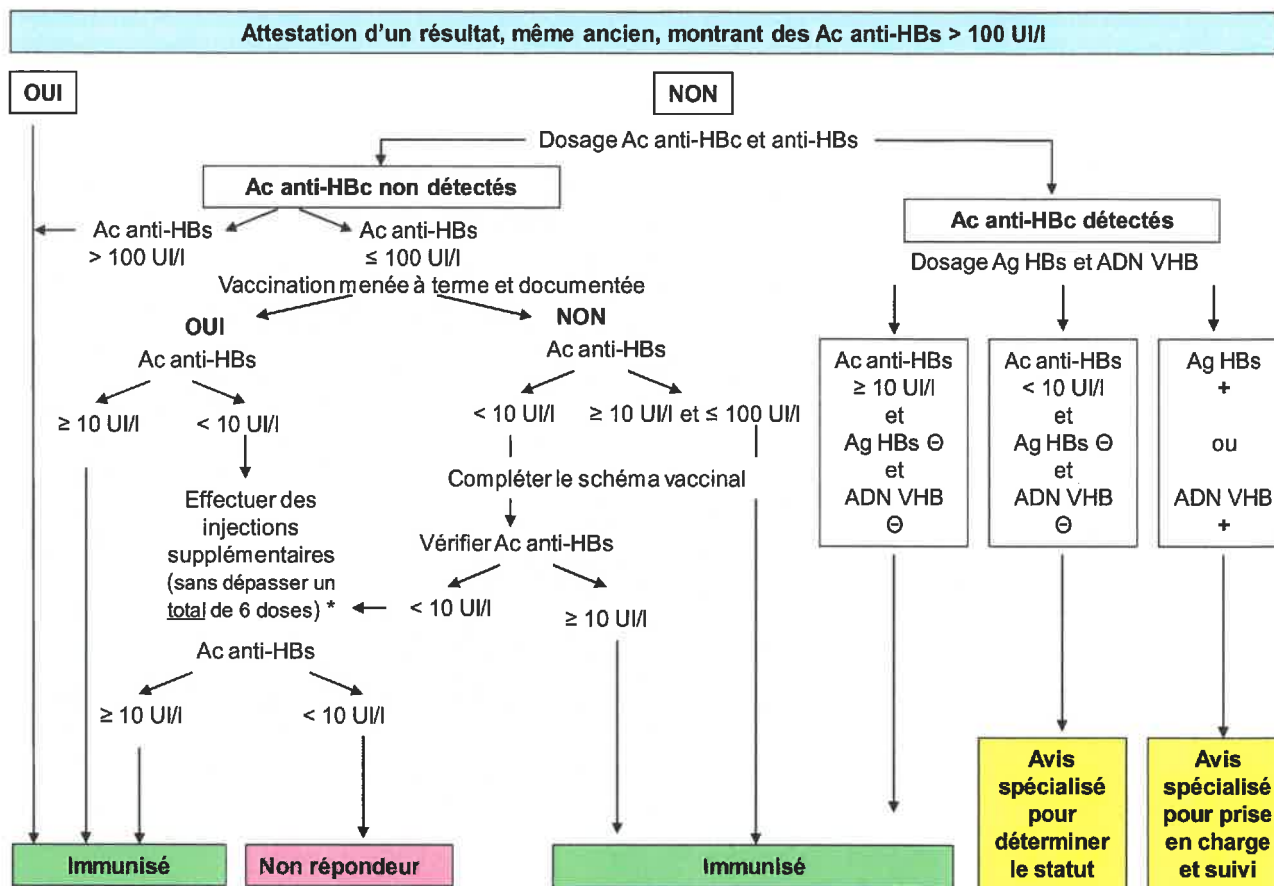 Attestation d'un résultat, même ancien, montrant des Ac anti-HBs > 100 UI/l
OUI
NON
Dosage Ac anti-HBc et anti-HBs
Ac anti-HBc non détectés
Ac anti-HBs
> 100 UI/l
Ac anti-HBs
≤ 100 UI/l
Vaccination menée à terme et documentée
OUI
Ac anti-HBs
≥ 10 UI/l
< 10 UI/l
Effectuer des
injections
supplémentaires
(sans dépasser un
total de 6 doses) *
Ac anti-HBs
≥ 10 UI/l
< 10 UI/l
NON
Ac anti-HBs
< 10 UI/l
≥ 10 UI/l et ≤ 100 UI/l
Compléter le schéma vaccinal
Vérifier Ac anti-HBs
< 10 UI/l
≥ 10 UI/l
Ac anti-HBc détectés
Dosage Ag HBs et ADN VHB
Ac anti-HBs
≥ 10 UI/l
et
Ag HBs Θ
et
ADN VHB
Θ
Ac anti-HBs
< 10 UI/l
et
Ag HBs Θ
et
ADN VHB
Θ
Ag HBs
+
ou
ADN VHB
+
Immunisé
Non répondeur
Immunisé
Avis
spécialisé
pour
déterminer
le statut
Avis
spécialisé
pour prise
en charge
et suivi